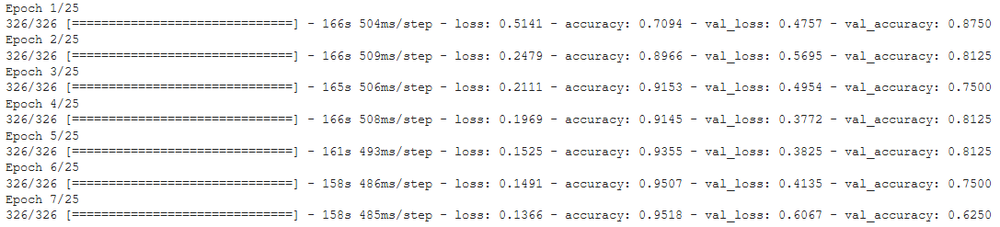 Epoch 1/25
326/326 [==============================] - 166s 504ms/step - loss: 0.5141 - accuracy: 0.7094 - val_loss: 0.4757 - val_accuracy: 0.8750
Epoch 2/25
326/326 [==============================] - 166s 509ms/step - loss: 0.2479 - accuracy: 0.8966 - val_loss: 0.5695 - val_accuracy: 0.8125
Epoch 3/25
326/326 [==============================] - 165s 506ms/step - loss: 0.2111 - accuracy: 0.9153 - val_loss: 0.4954 - val_accuracy: 0.7500
Epoch 4/25
326/326 [==============================] - 166s 508ms/step - loss: 0.1969 - accuracy: 0.9145 - val_loss: 0.3772 - val_accuracy: 0.8125
Epoch 5/25
326/326 [==============================] - 161s 493ms/step - loss: 0.1525 - accuracy: 0.9355 - val_loss: 0.3825 - val_accuracy: 0.8125
Epoch 6/25
326/326 [==============================] - 158s 486ms/step - loss: 0.1491 - accuracy: 0.9507 - val_loss: 0.4135 - val_accuracy: 0.7500
Epoch 7/25
326/326 [==============================] - 158s 485ms/step - loss: 0.1366 - accuracy: 0.9518 - val_loss: 0.6067 - val_accuracy: 0.6250